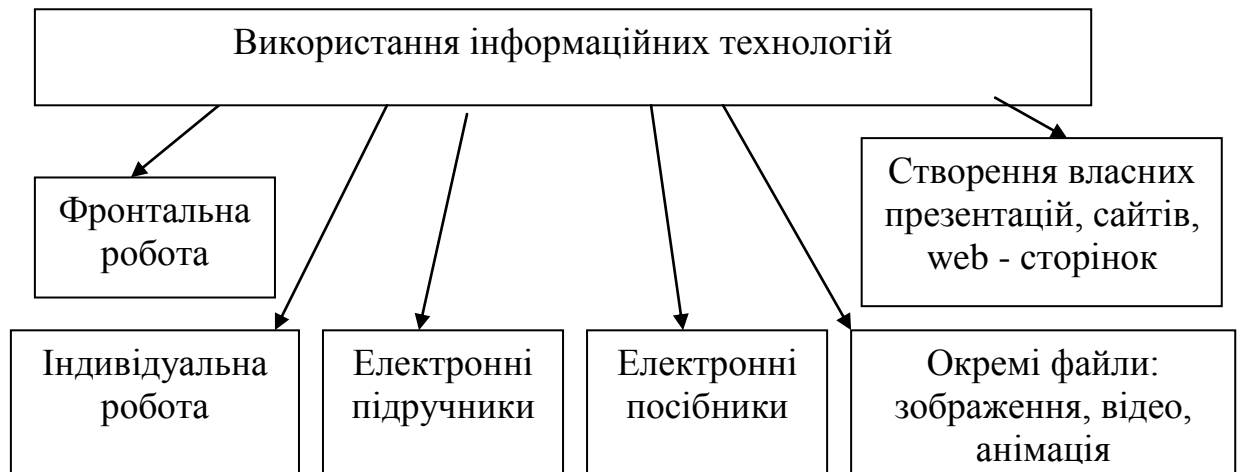 Використання інформаційних технологій
Фронтальна
робота
Створення власних
презентацій, сайтів,
web - сторінок
Індивідуальна
робота
Електронні
підручники
Електронні
посібники
Окремі файли:
зображення, відео,
анімація